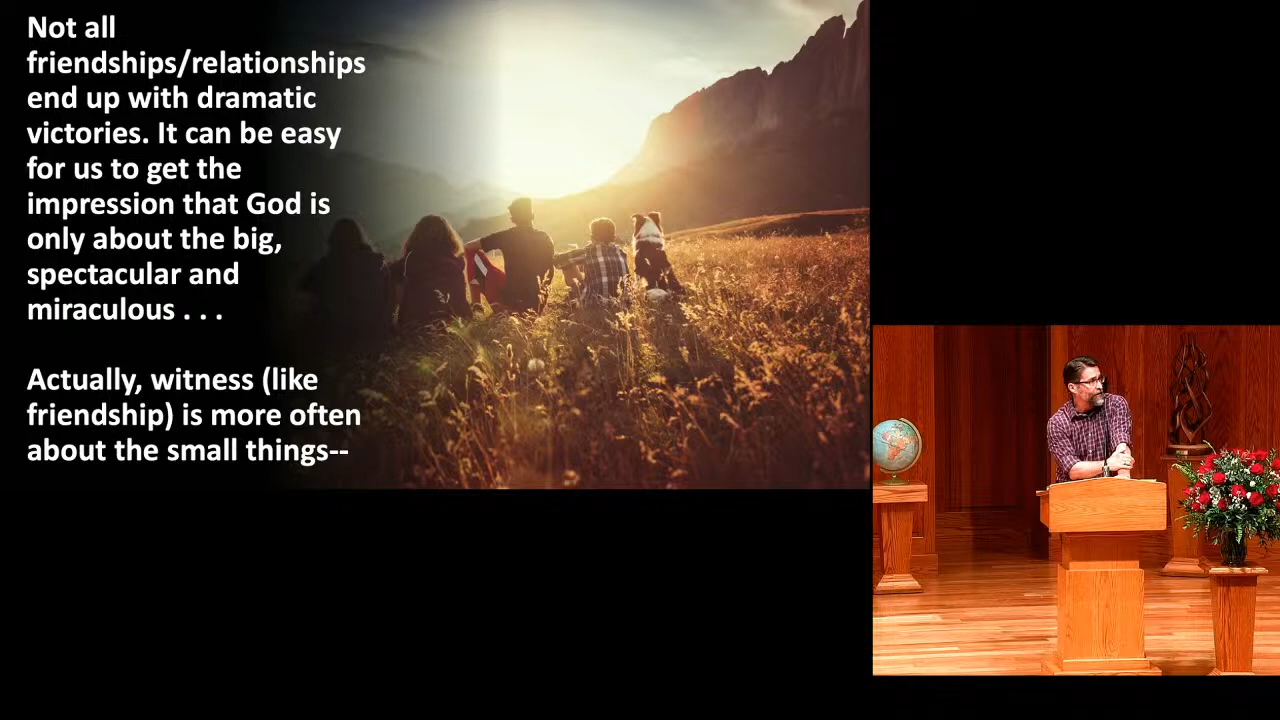 Not all
friendships/relationships
end up with dramatic
victories. It can be easy
for us to get the
impression that God is
only about the big,
spectacular and
miraculous . . .
Actually, witness (like
friendship) is more often
about the small things--